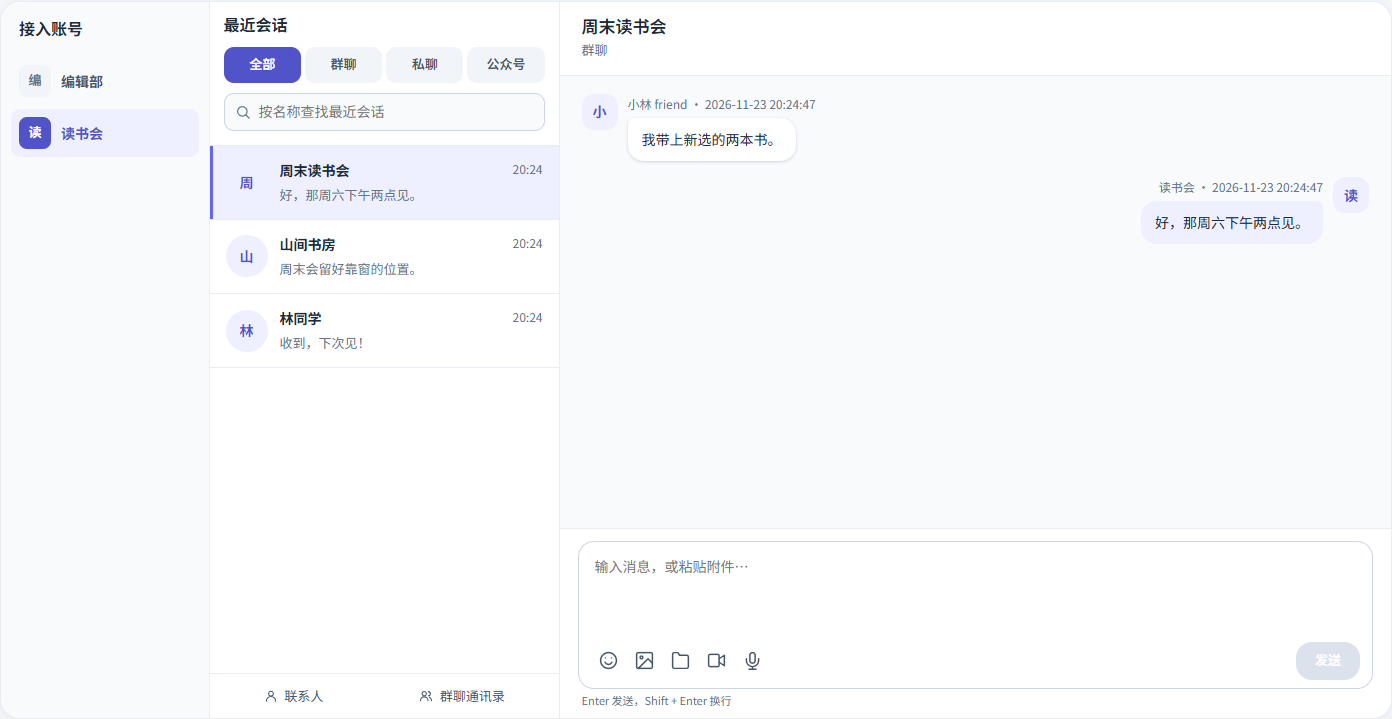 接入账号
编 编辑部
读 读书会
最近会话
全部 群聊 私聊 公众号
按名称查找最近会话
周 周末读书会 20:24
好，那周六下午两点见。
山 山间书房 20:24
周末会留好靠窗的位置。
林 林同学 20:24
收到，下次见！
联系人 群聊通讯录
周末读书会
群聊
小 小林 friend • 2026-11-23 20:24:47
我带上新选的两本书。
读书会 • 2026-11-23 20:24:47 读
好，那周六下午两点见。
输入消息，或粘贴附件…
发送
Enter 发送，Shift + Enter 换行